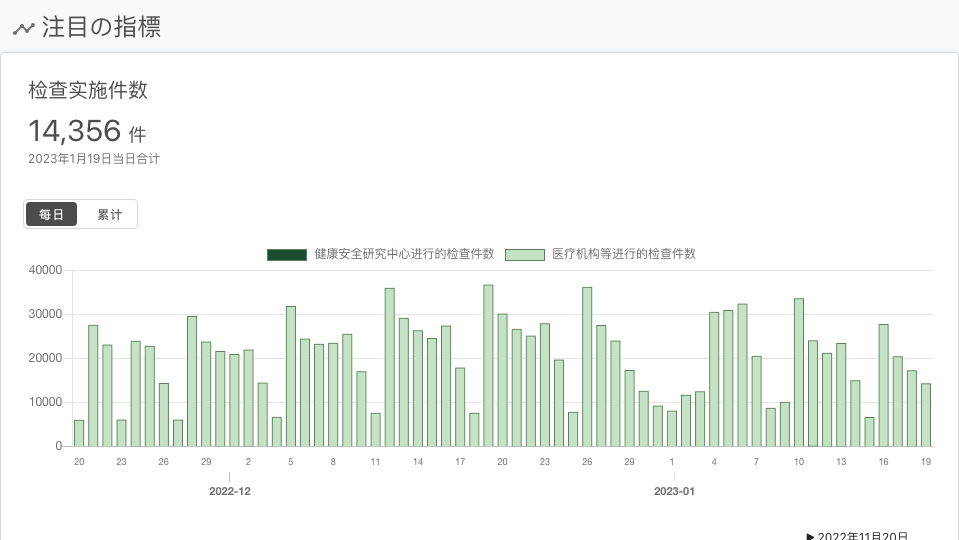 注目の指標
检查实施件数
14,356 件
2023年1月19日当日合计
每日 累计
健康安全研究中心进行的检查件数 医疗机构等进行的检查件数
40000
30000
20000
10000
0
20 23 26 29 2 5 8 11 14 17 20 23 26 29 1 4 7 10 13 16 19
2022-12 2023-01
▶ 2022年11月20日